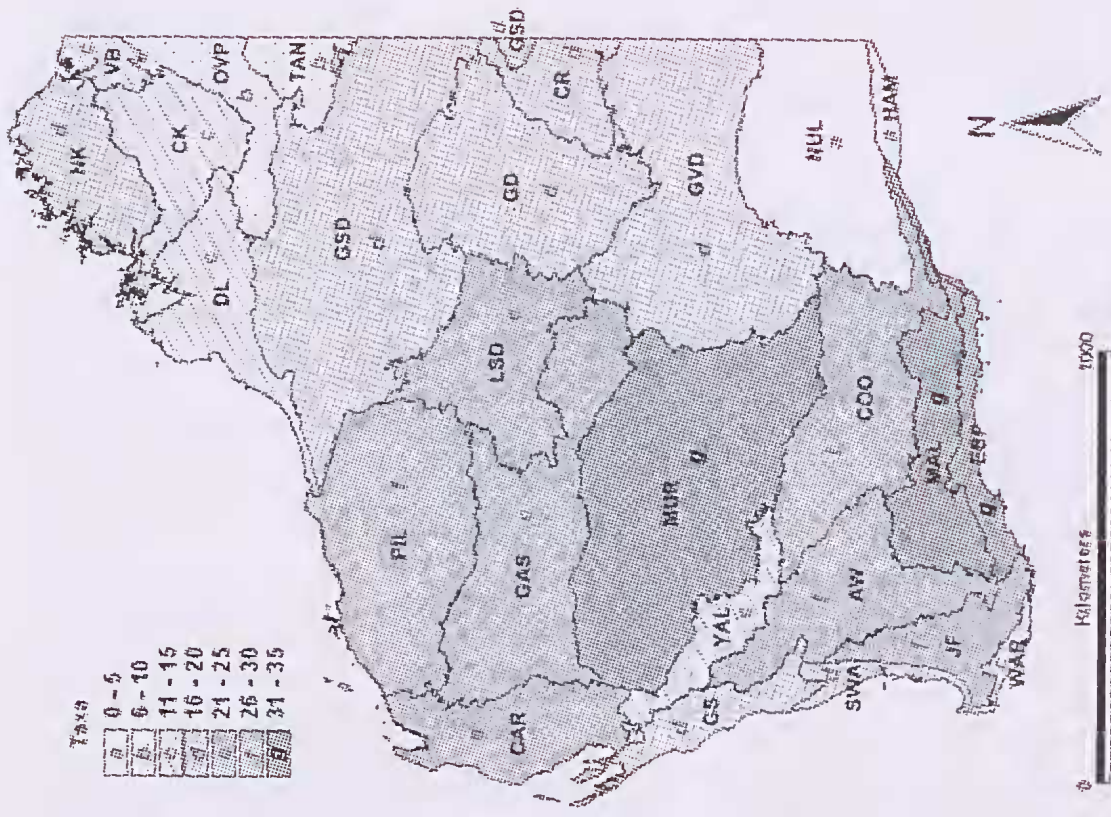 Taxa
a 0 - 5
b 6 - 10
c 11 - 15
d 16 - 20
e 21 - 25
f 26 - 30
g 31 - 35
NK
d
VB
CK
c
OVP
b
DL
c
TAN
GSD
d
GSD
GD
d
CR
PIL
f
LSD
GAS
GVD
d
CAR
MUR
g
NUL
HAM
YAL
GS
d
COO
f
AW
f
SWA
JF
f
MAL
g
ESP
g
WAR
N
0
Kilometers
1000